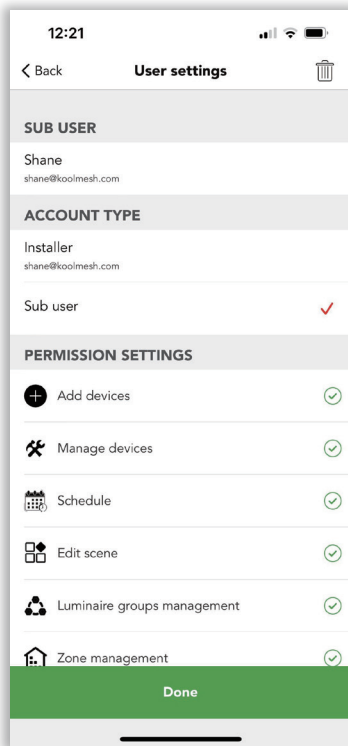 12:21
Back
User settings
SUB USER
Shane
shane@koolmesh.com
ACCOUNT TYPE
Installer
shane@koolmesh.com
Sub user
PERMISSION SETTINGS
Add devices
Manage devices
Schedule
Edit scene
Luminaire groups management
Zone management
Done